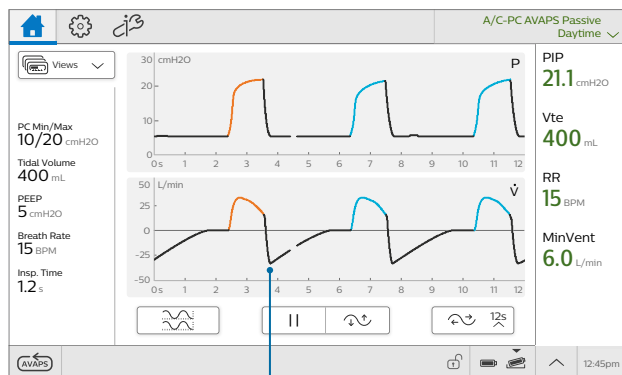 A/C-PC AVAPS Passive
Daytime
Views
PC Min/Max
10/20 cmH2O
Tidal Volume
400 mL
PEEP
5 cmH2O
Breath Rate
15 BPM
Insp. Time
1.2 s
30 cmH2O P
20
10
0
0s 1 2 3 4 5 6 7 8 9 10 11 12
50 L/min V̇
25
0
-25
-50
0s 1 2 3 4 5 6 7 8 9 10 11 12
12s
PIP
21.1 cmH2O
Vte
400 mL
RR
15 BPM
MinVent
6.0 L/min
AVAPS
12:45pm